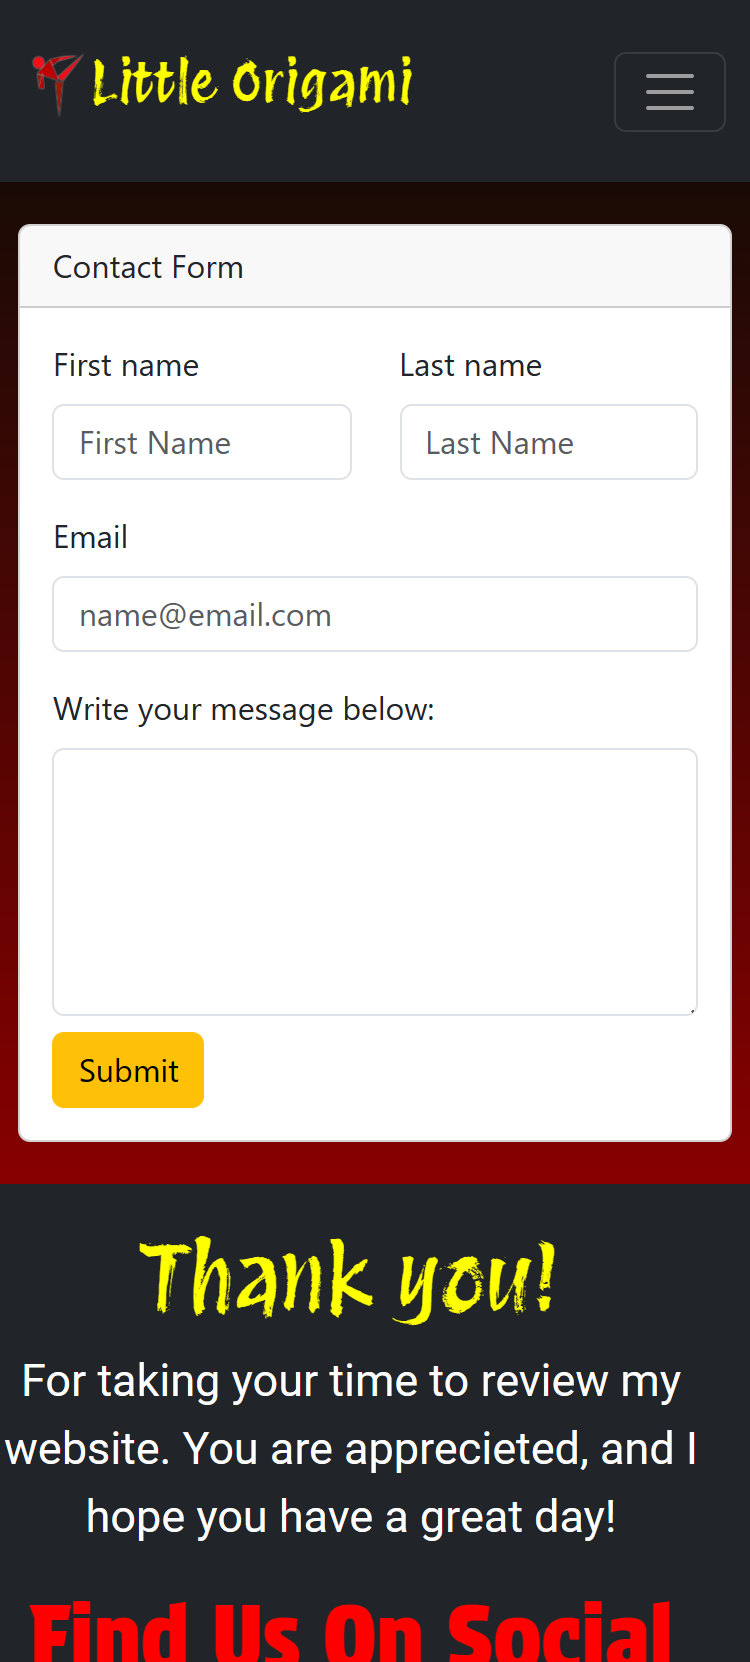 Little Origami
Contact Form
First name
Last name
First Name
Last Name
Email
name@email.com
Write your message below:
Submit
Thank you!
For taking your time to review my
website. You are apprecieted, and I
hope you have a great day!
Find Us On Social